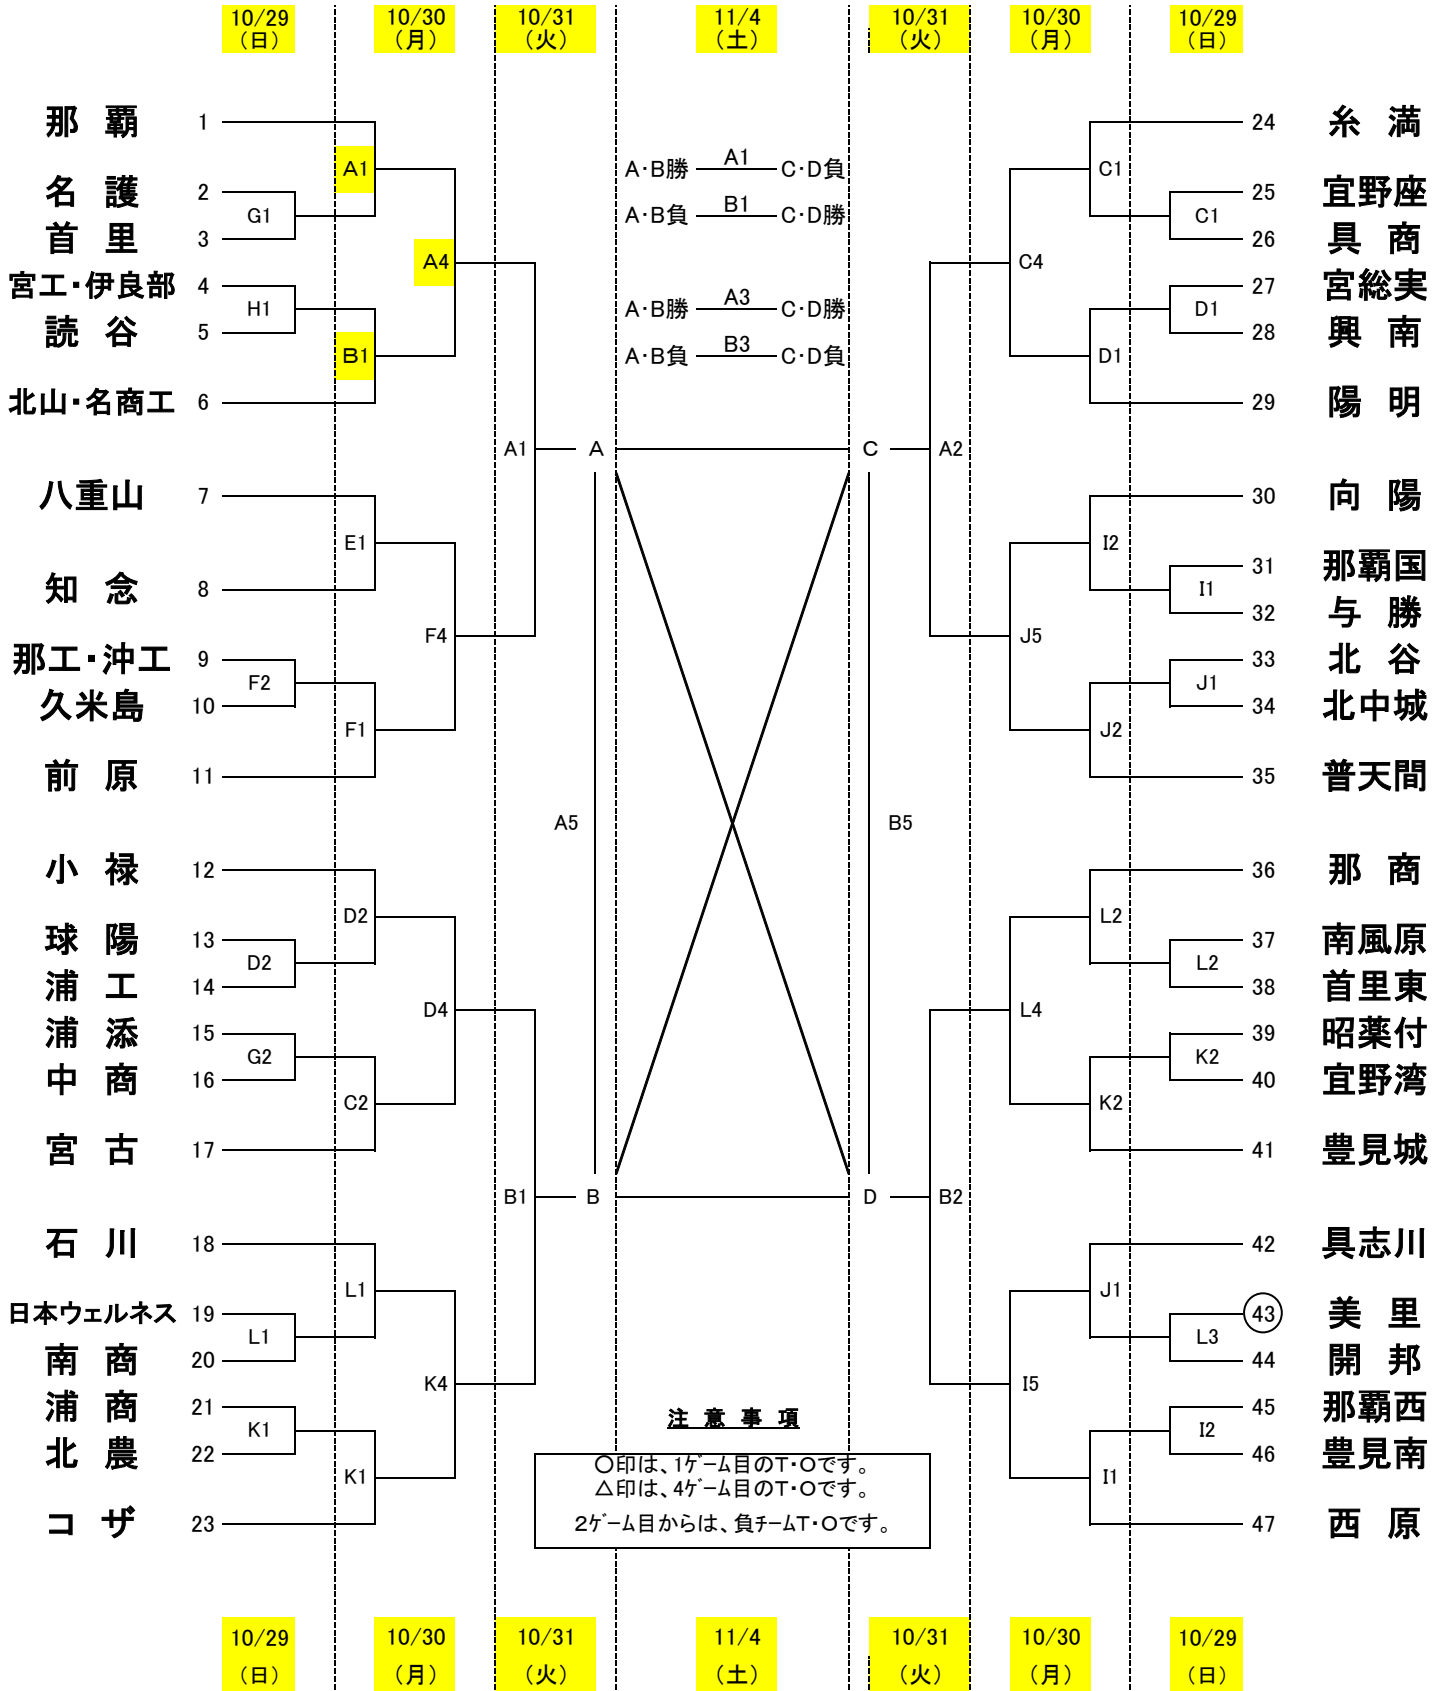 10/29 10/30 10/31 11/4 10/31 10/30 10/29
（日） （月） （火） （土） （火） （月） （日）
那 覇 1
A1
名 護 2
G1
首 里 3
A4
宮工・伊良部 4
H1
読 谷 5
B1
北山・名商工 6
A1
A
八重山 7
E1
知 念 8
F4
那工・沖工 9
F2
久米島 10
F1
前 原 11
A5
小 禄 12
D2
球 陽 13
D2
浦 工 14
D4
浦 添 15
G2
中 商 16
C2
宮 古 17
B1
B
石 川 18
L1
日本ウェルネス 19
L1
南 商 20
K4
浦 商 21
K1
北 農 22
K1
コ ザ 23
A・B勝 A1 C・D負
A・B負 B1 C・D勝
A・B勝 A3 C・D勝
A・B負 B3 C・D負
24 糸 満
C1
25 宜野座
C1
26 具 商
C4
27 宮総実
D1
28 興 南
D1
29 陽 明
C
A2
30 向 陽
I2
31 那覇国
I1
32 与 勝
J5
33 北 谷
J1
34 北中城
J2
35 普天間
B5
36 那 商
L2
37 南風原
L2
38 首里東
L4
39 昭薬付
K2
40 宜野湾
K2
41 豊見城
D
B2
42 具志川
J1
43 美 里
L3
44 開 邦
I5
45 那覇西
I2
46 豊見南
I1
47 西 原
注 意 事 項
〇印は、1ｹﾞｰﾑ目のT・Oです。
△印は、4ｹﾞｰﾑ目のT・Oです。
2ｹﾞｰﾑ目からは、負ﾁｰﾑT・Oです。
10/29 10/30 10/31 11/4 10/31 10/30 10/29
（日） （月） （火） （土） （火） （月） （日）